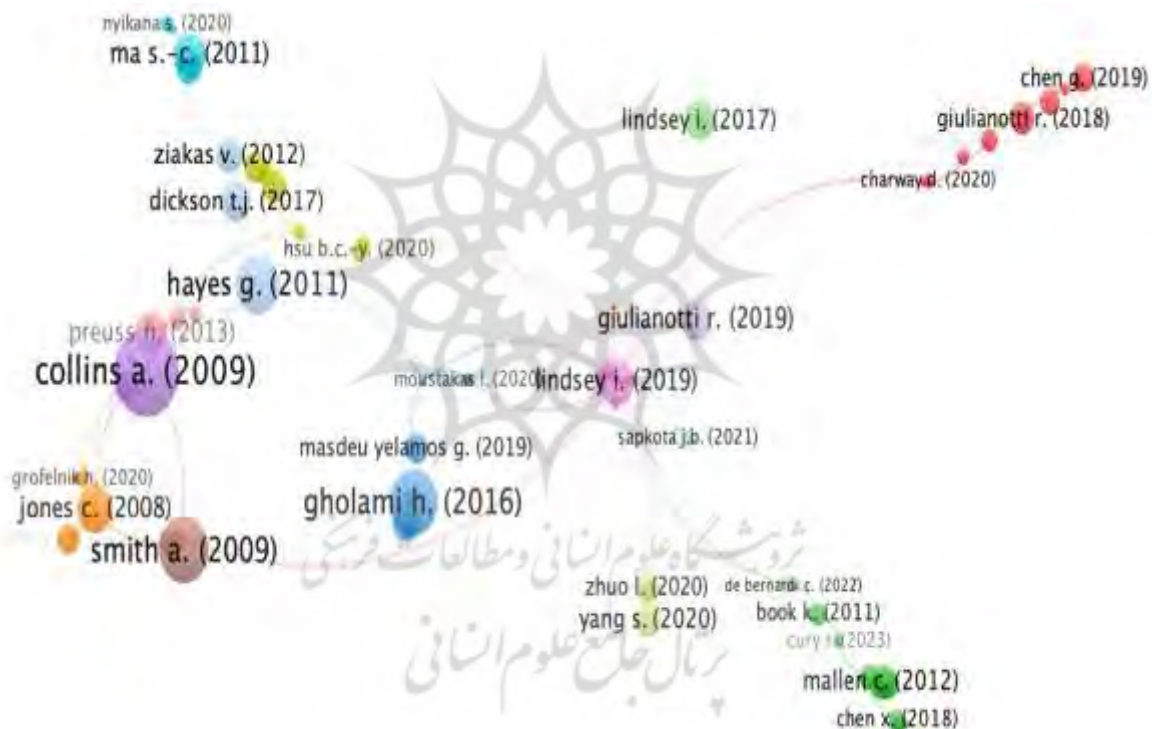 nyikana s. (2020)
ma s.-c. (2011)
chen g. (2019)
lindsey i. (2017)
giulianotti r. (2018)
ziakas v. (2012)
charway d. (2020)
dickson t.j. (2017)
hsu b.c.-y. (2020)
hayes g. (2011)
giulianotti r. (2019)
preuss h. (2013)
collins a. (2009)
moustakas l. (2020)
lindsey i. (2019)
masdeu yelamos g. (2019)
sapkota j.b. (2021)
grofelnik h. (2020)
jones c. (2008)
gholami h. (2016)
smith a. (2009)
پژوهشگاه علوم انسانی و مطالعات فرهنگی
zhuo l. (2020)
de bernardi c. (2022)
yang s. (2020)
book k. (2011)
پرتال جامع علوم انسانی
cury (2023)
mallen c. (2012)
chen x. (2018)